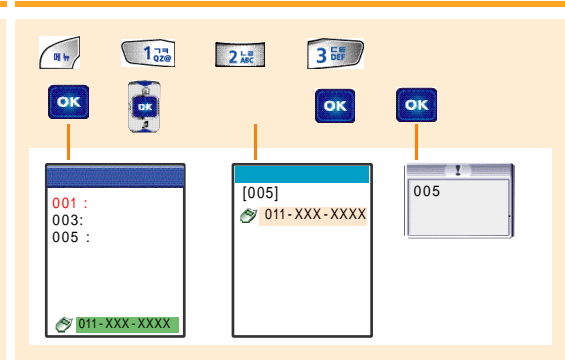 메뉴 1ㄱㅋ QZ@ 2ㄴㄹ ABC 3ㄷㅌ DEF
OK OK OK OK
001 :
003:
005 :
011-XXX-XXXX
[005]
011-XXX-XXXX
!
005